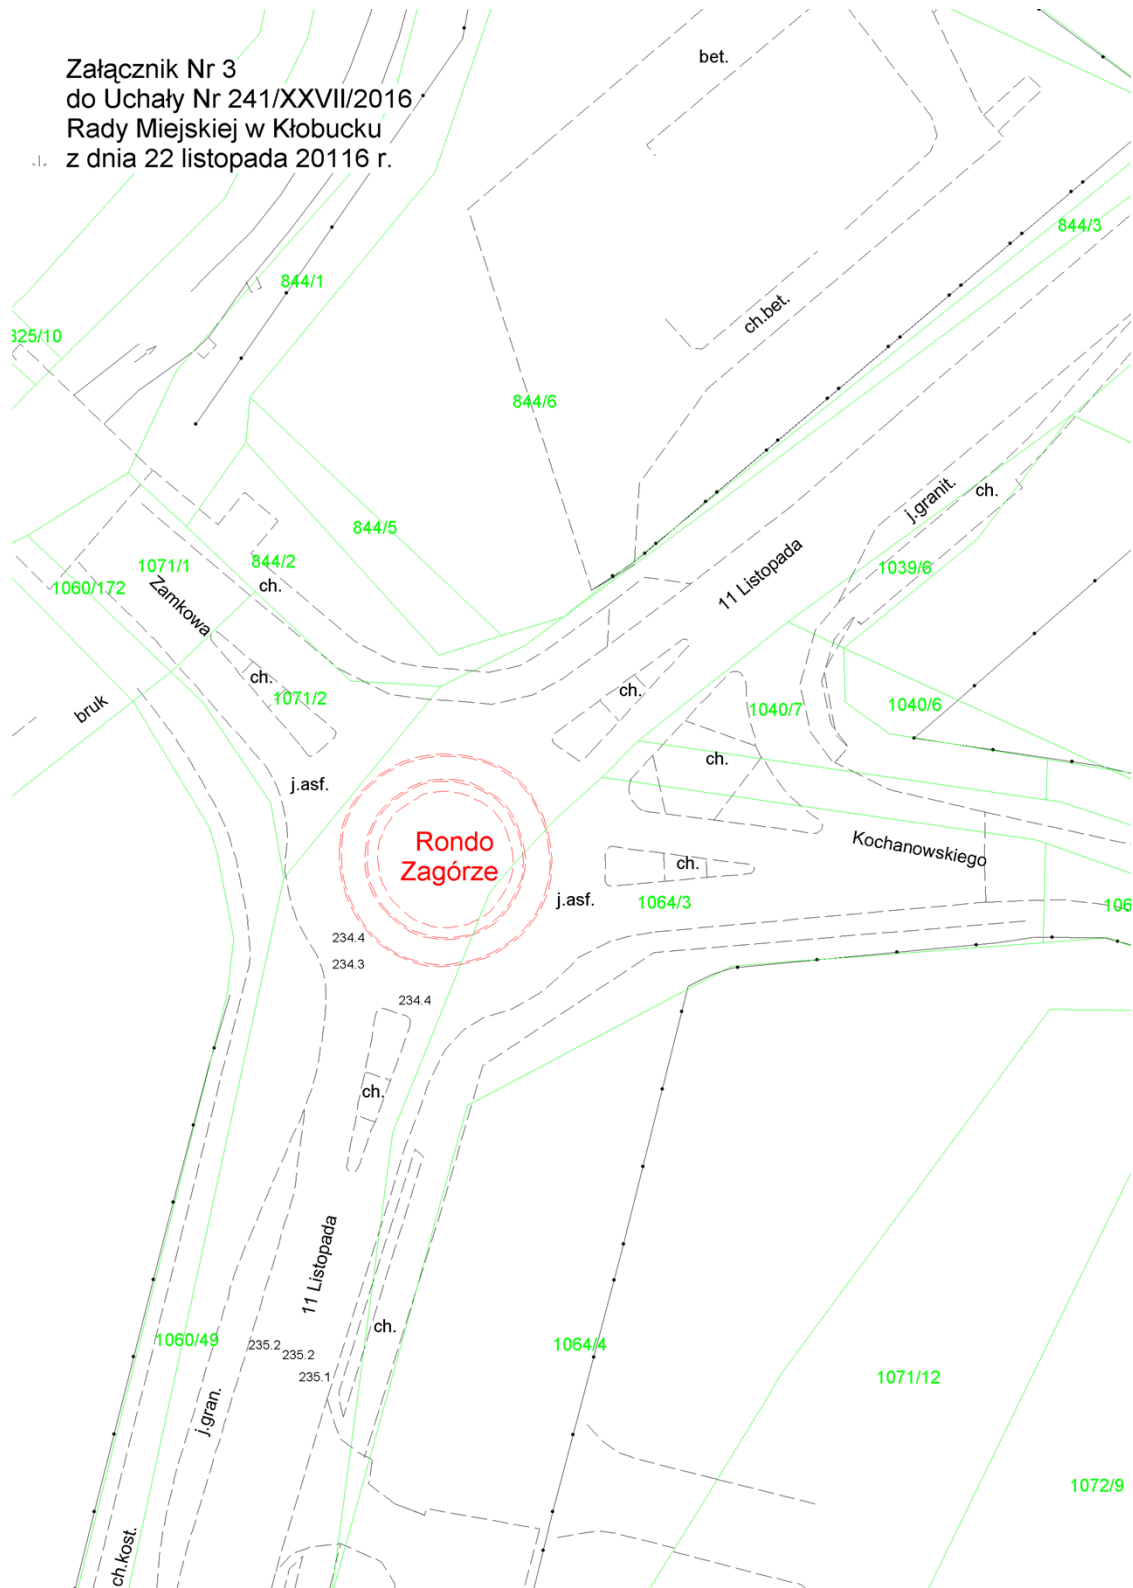 Załącznik Nr 3
do Uchały Nr 241/XXVII/2016
Rady Miejskiej w Kłobucku
z dnia 22 listopada 20116 r.
bet.
844/3
844/1
ch.bet.
325/10
844/6
j.granit.
ch.
844/5
1071/1
844/2
11 Listopada
1039/6
1060/172
Zamkowa
ch.
ch.
1071/2
ch.
bruk
1040/7
1040/6
ch.
j.asf.
Rondo
Zagórze
Kochanowskiego
ch.
j.asf.
1064/3
106
234.4
234.3
234.4
ch.
11 Listopada
ch.
1060/49
235.2
235.2
235.1
1064/4
1071/12
j.gran.
1072/9
ch.kost.